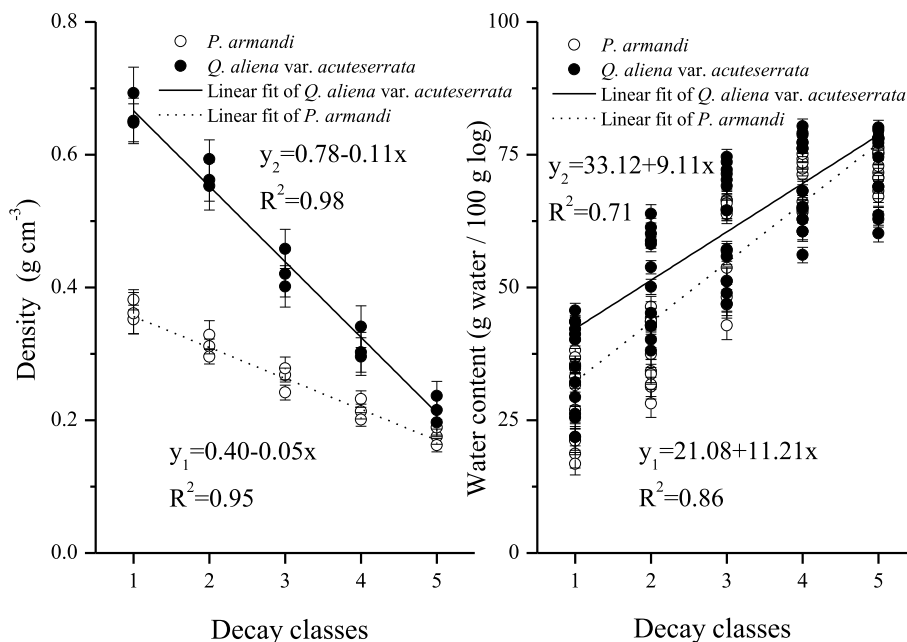 0.8
0.6
0.4
0.2
0.0
Density (g cm⁻³)
P. armandi
Q. aliena var. acuteserrata
Linear fit of Q. aliena var. acuteserrata
Linear fit of P. armandi
y₂=0.78-0.11x
R²=0.98
y₁=0.40-0.05x
R²=0.95
1 2 3 4 5
Decay classes
100
75
50
25
0
Water content (g water / 100 g log)
P. armandi
Q. aliena var. acuteserrata
Linear fit of Q. aliena var. acuteserrata
Linear fit of P. armandi
y₂=33.12+9.11x
R²=0.71
y₁=21.08+11.21x
R²=0.86
1 2 3 4 5
Decay classes